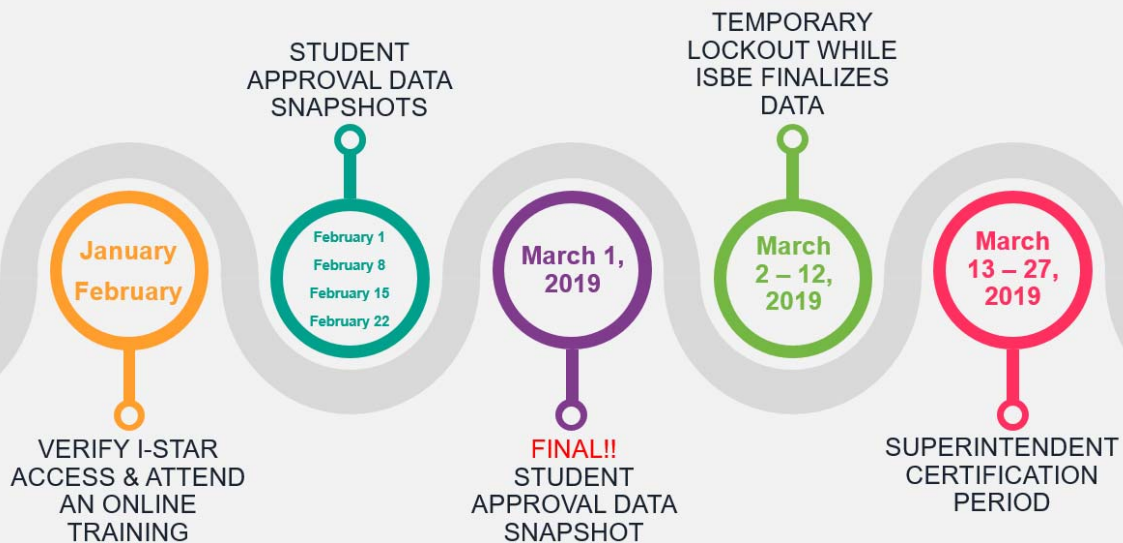 January
February
VERIFY I-STAR
ACCESS & ATTEND
AN ONLINE
TRAINING
STUDENT
APPROVAL DATA
SNAPSHOTS
February 1
February 8
February 15
February 22
March 1,
2019
FINAL!!
STUDENT
APPROVAL DATA
SNAPSHOT
TEMPORARY
LOCKOUT WHILE
ISBE FINALIZES
DATA
March
2 – 12,
2019
March
13 – 27,
2019
SUPERINTENDENT
CERTIFICATION
PERIOD